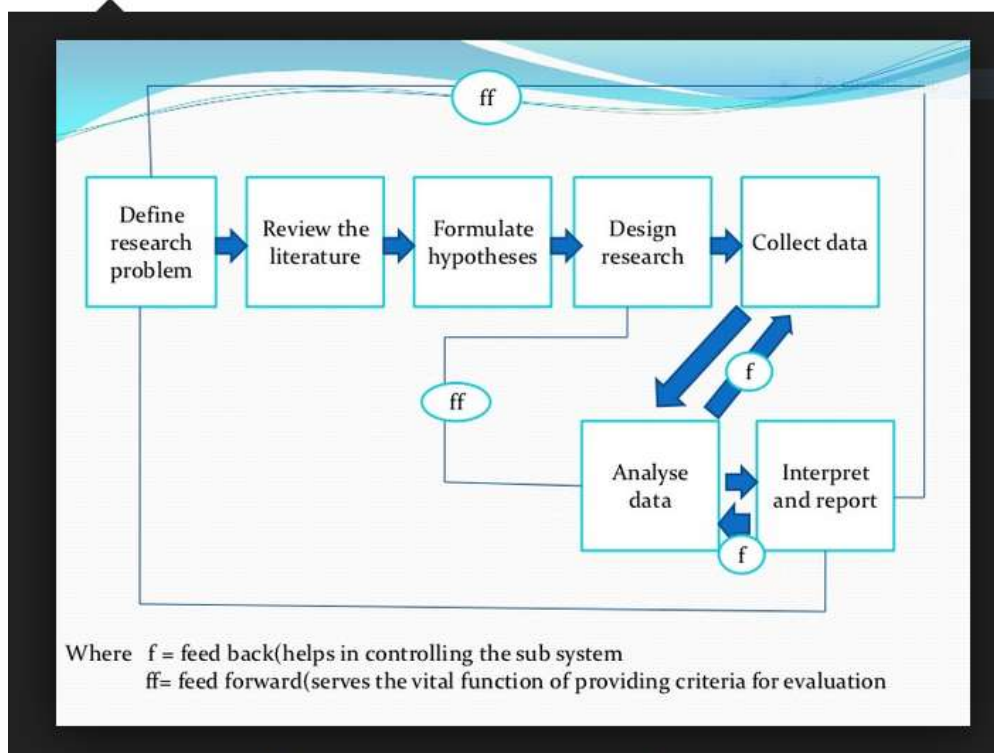 ff
Define
research
problem
Review the
literature
Formulate
hypotheses
Design
research
Collect data
f
ff
Analyse
data
Interpret
and report
f
Where f = feed back(helps in controlling the sub system
ff= feed forward(serves the vital function of providing criteria for evaluation